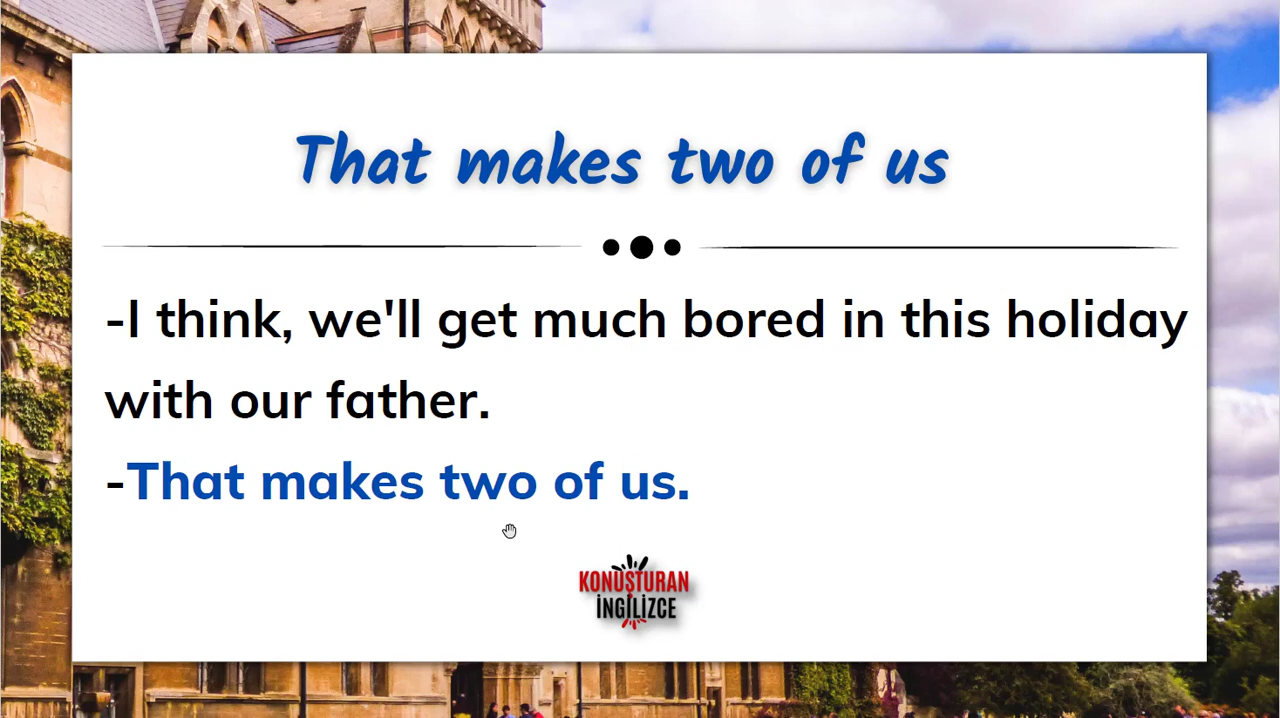 That makes two of us
-I think, we'll get much bored in this holiday
with our father.
-That makes two of us.
KONUŞTURAN
İNGİLİZCE